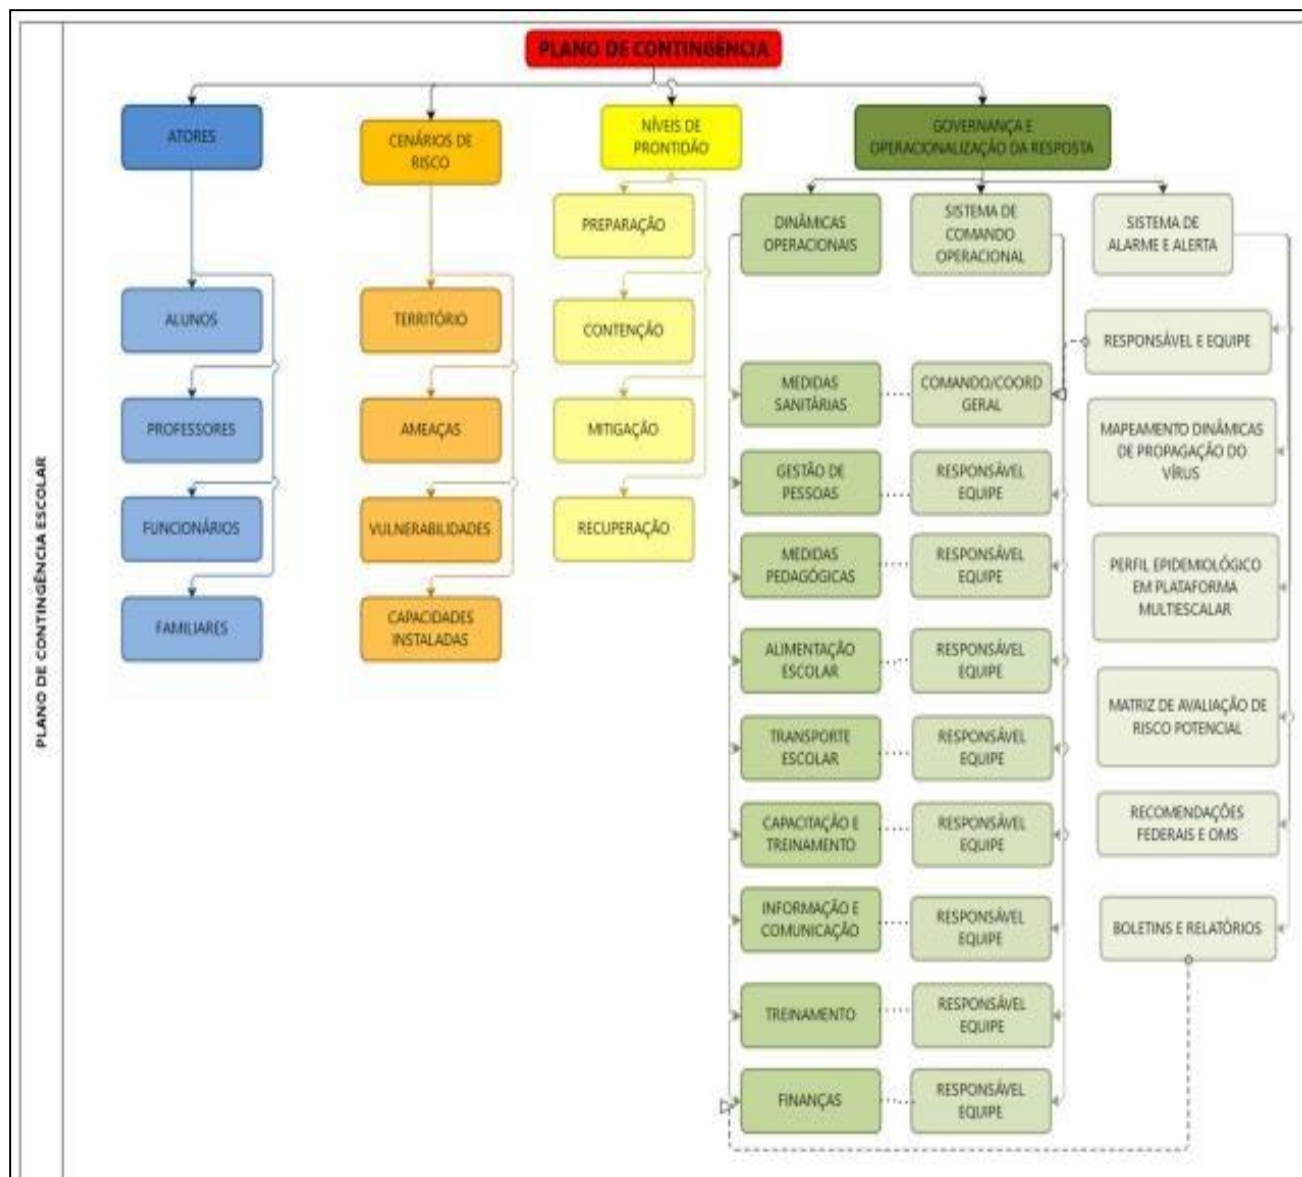 PLANO DE CONTINGÊNCIA ESCOLAR
PLANO DE CONTINGÊNCIA
ATORES
ALUNOS
PROFESSORES
FUNCIONÁRIOS
FAMILIARES
CENÁRIOS DE
RISCO
TERRITÓRIO
AMEAÇAS
VULNERABILIDADES
CAPACIDADES
INSTALADAS
NÍVEIS DE
PRONTIDÃO
PREPARAÇÃO
CONTENÇÃO
MITIGAÇÃO
RECUPERAÇÃO
GOVERNANÇA E
OPERACIONALIZAÇÃO DA RESPOSTA
DINÂMICAS
OPERACIONAIS
MEDIDAS
SANITÁRIAS
GESTÃO DE
PESSOAS
MEDIDAS
PEDAGÓGICAS
ALIMENTAÇÃO
ESCOLAR
TRANSPORTE
ESCOLAR
CAPACITAÇÃO E
TREINAMENTO
INFORMAÇÃO E
COMUNICAÇÃO
TREINAMENTO
FINANÇAS
SISTEMA DE
COMANDO
OPERACIONAL
COMANDO/COORD
GERAL
RESPONSÁVEL
EQUIPE
RESPONSÁVEL
EQUIPE
RESPONSÁVEL
EQUIPE
RESPONSÁVEL
EQUIPE
RESPONSÁVEL
EQUIPE
RESPONSÁVEL
EQUIPE
RESPONSÁVEL
EQUIPE
RESPONSÁVEL
EQUIPE
SISTEMA DE
ALARME E ALERTA
RESPONSÁVEL E EQUIPE
MAPEAMENTO DINÂMICAS
DE PROPAGAÇÃO DO
VÍRUS
PERFIL EPIDEMIOLÓGICO
EM PLATAFORMA
MULTIESCALAR
MATRIZ DE AVALIAÇÃO DE
RISCO POTENCIAL
RECOMENDAÇÕES
FEDERAIS E OMS
BOLETINS E RELATÓRIOS